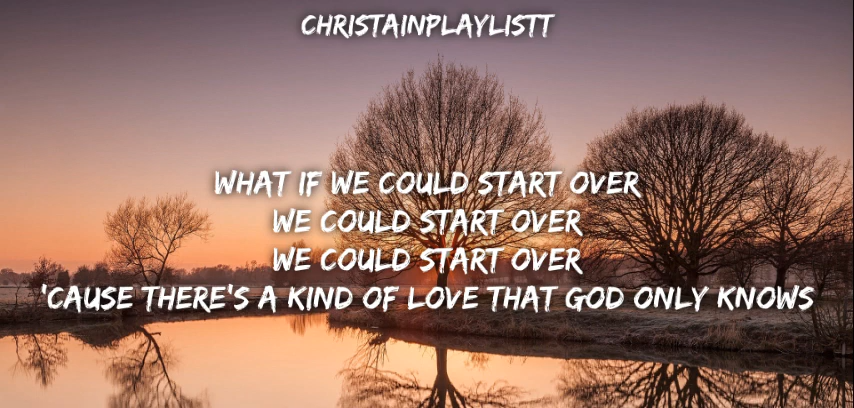 CHRISTAINPLAYLISTT
WHAT IF WE COULD START OVER
WE COULD START OVER
WE COULD START OVER
'CAUSE THERE'S A KIND OF LOVE THAT GOD ONLY KNOWS